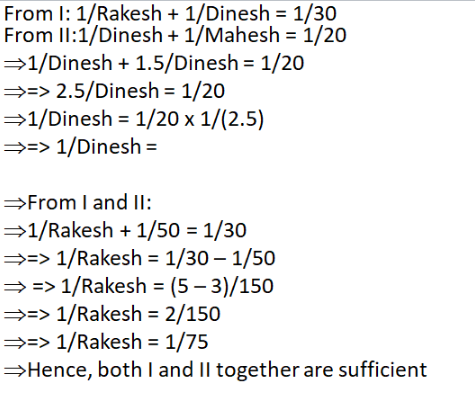 From I: 1/Rakesh + 1/Dinesh = 1/30
From II:1/Dinesh + 1/Mahesh = 1/20
⇒1/Dinesh + 1.5/Dinesh = 1/20
⇒=> 2.5/Dinesh = 1/20
⇒1/Dinesh = 1/20 x 1/(2.5)
⇒=> 1/Dinesh =
⇒From I and II:
⇒1/Rakesh + 1/50 = 1/30
⇒=> 1/Rakesh = 1/30 – 1/50
⇒ => 1/Rakesh = (5 – 3)/150
⇒=> 1/Rakesh = 2/150
⇒=> 1/Rakesh = 1/75
⇒Hence, both I and II together are sufficient